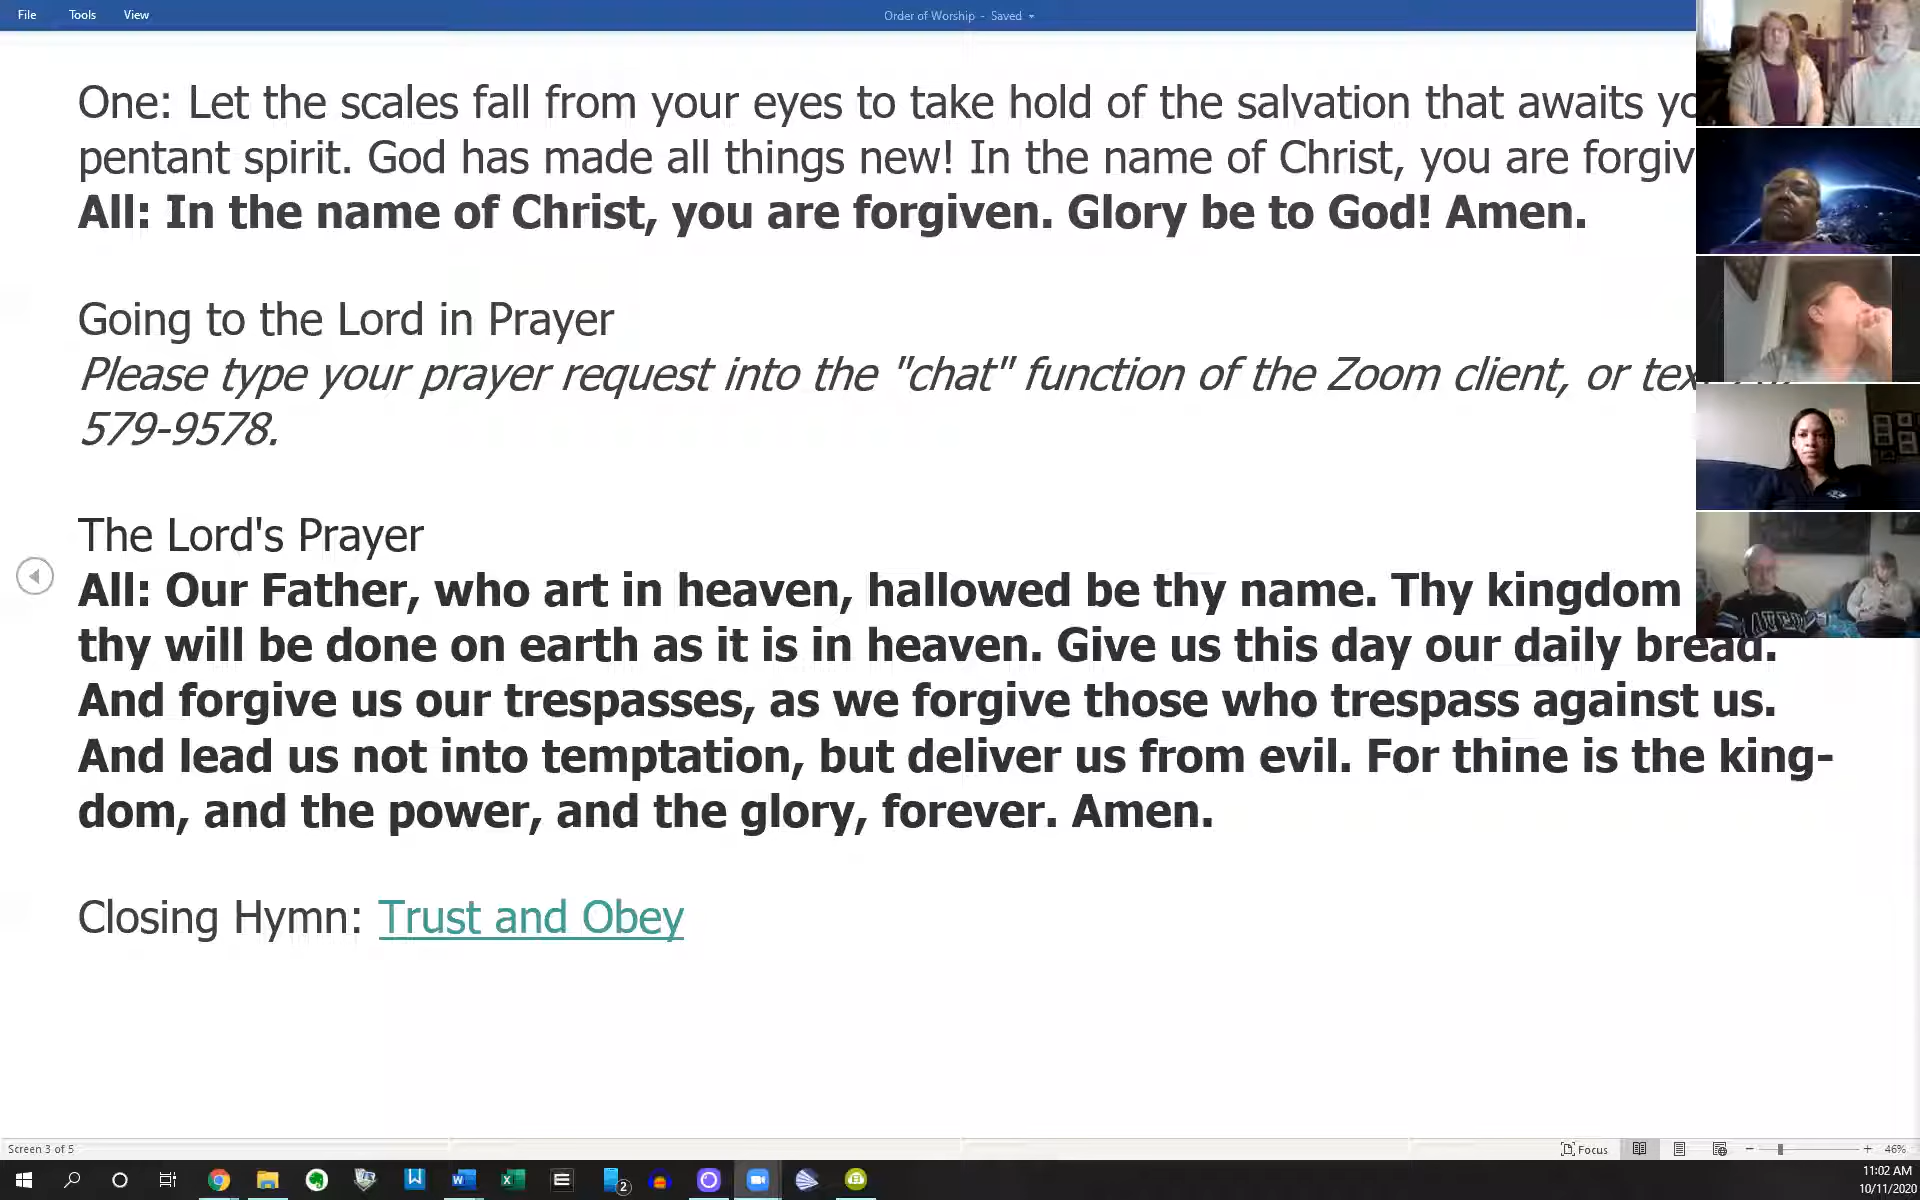 File Tools View Order of Worship - Saved
One: Let the scales fall from your eyes to take hold of the salvation that awaits
pentant spirit. God has made all things new! In the name of Christ, you are
All: In the name of Christ, you are forgiven. Glory be to God! Amen.
Going to the Lord in Prayer
Please type your prayer request into the "chat" function of the Zoom client, or
579-9578.
The Lord's Prayer
All: Our Father, who art in heaven, hallowed be thy name. Thy kingdom
thy will be done on earth as it is in heaven. Give us this day our daily bread.
And forgive us our trespasses, as we forgive those who trespass against us.
And lead us not into temptation, but deliver us from evil. For thine is the king-
dom, and the power, and the glory, forever. Amen.
Closing Hymn: Trust and Obey
Screen 3 of 5 Focus 46%
11:02 AM
10/11/2020